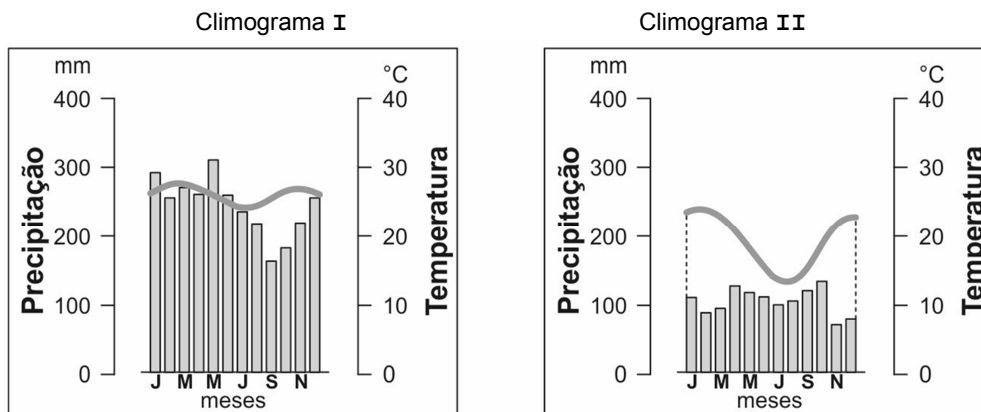 Climograma I
mm
°C
400
300
200
100
0
40
30
20
10
0
Precipitação
Temperatura
J M M J S N
meses
Climograma II
mm
°C
400
300
200
100
0
40
30
20
10
0
Precipitação
Temperatura
J M M J S N
meses